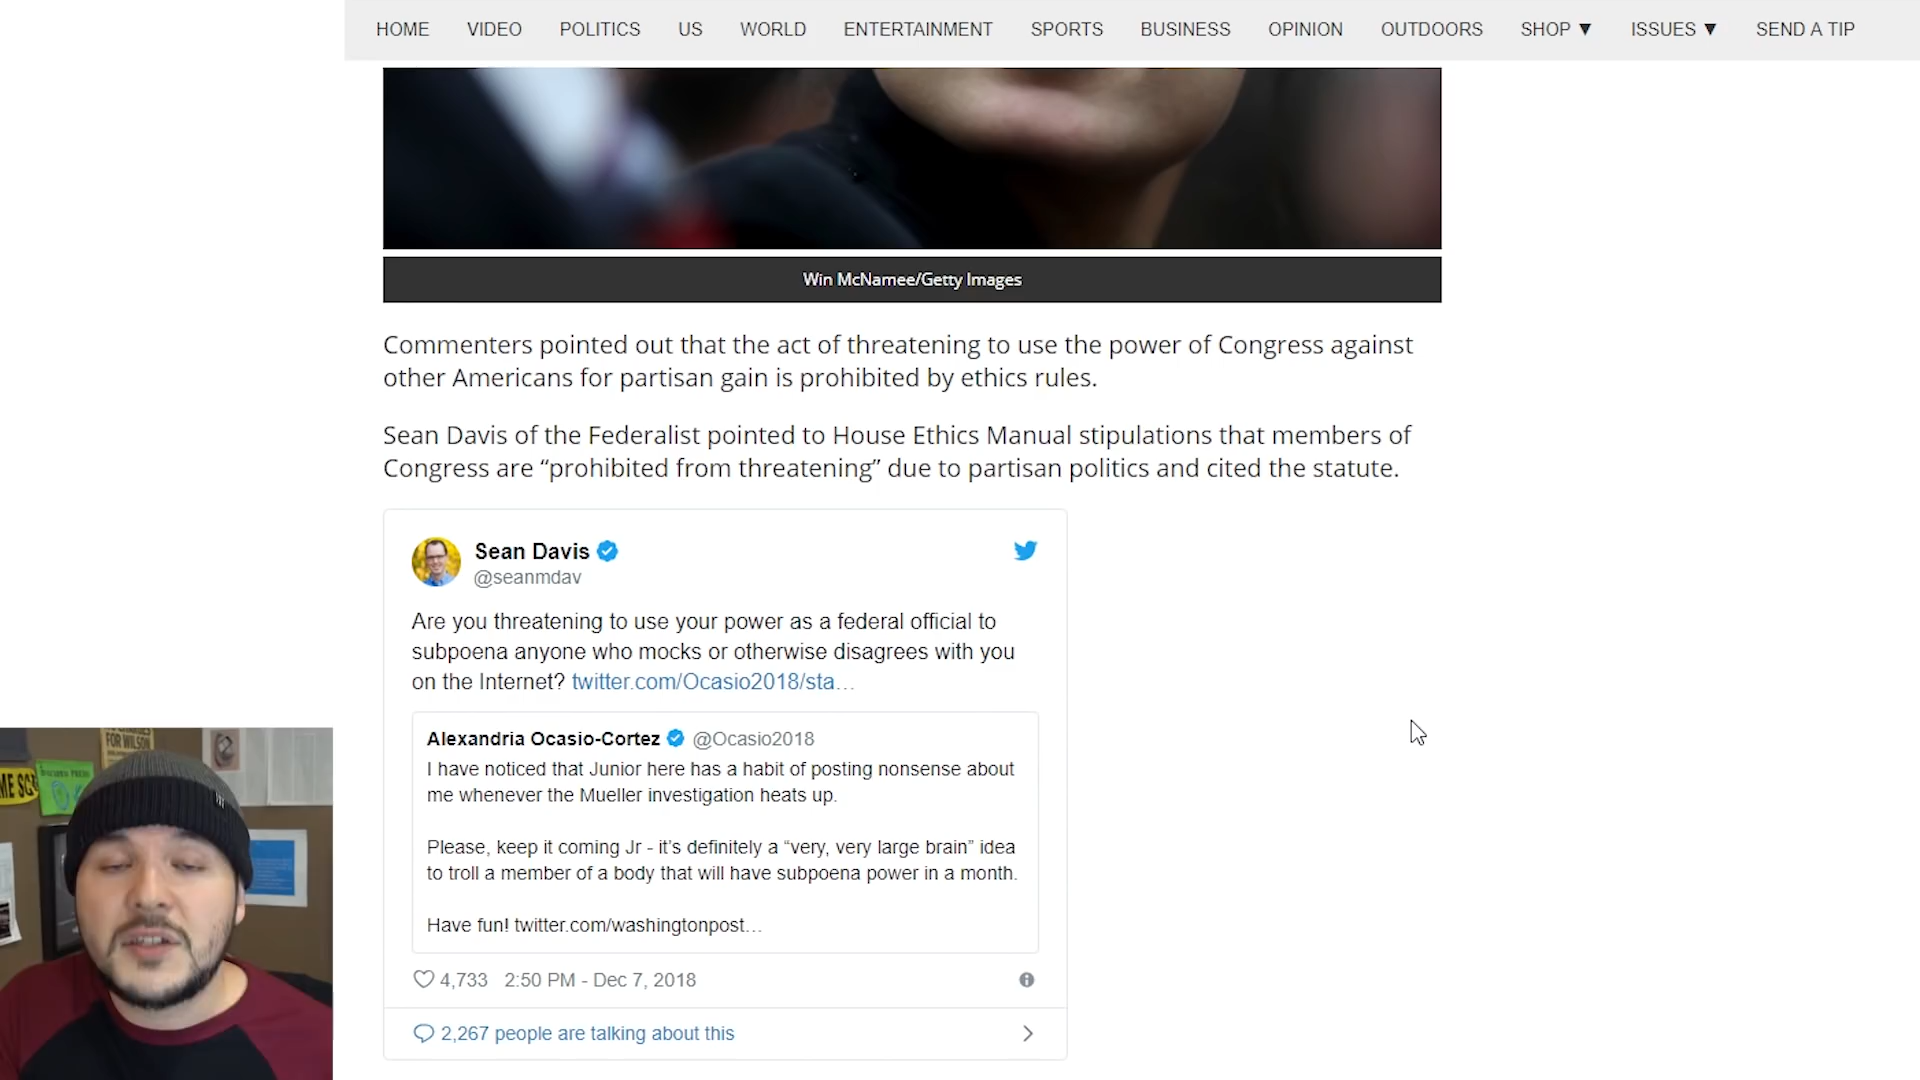 HOME VIDEO POLITICS US WORLD ENTERTAINMENT SPORTS BUSINESS OPINION OUTDOORS SHOP ▼ ISSUES ▼ SEND A TIP
Win McNamee/Getty Images
Commenters pointed out that the act of threatening to use the power of Congress against
other Americans for partisan gain is prohibited by ethics rules.
Sean Davis of the Federalist pointed to House Ethics Manual stipulations that members of
Congress are “prohibited from threatening” due to partisan politics and cited the statute.
Sean Davis
@seanmdav
Are you threatening to use your power as a federal official to
subpoena anyone who mocks or otherwise disagrees with you
on the Internet? twitter.com/Ocasio2018/sta…
Alexandria Ocasio-Cortez @Ocasio2018
I have noticed that Junior here has a habit of posting nonsense about
me whenever the Mueller investigation heats up.
Please, keep it coming Jr - it’s definitely a “very, very large brain” idea
to troll a member of a body that will have subpoena power in a month.
Have fun! twitter.com/washingtonpost…
4,733 2:50 PM - Dec 7, 2018
2,267 people are talking about this
FOR WILSON